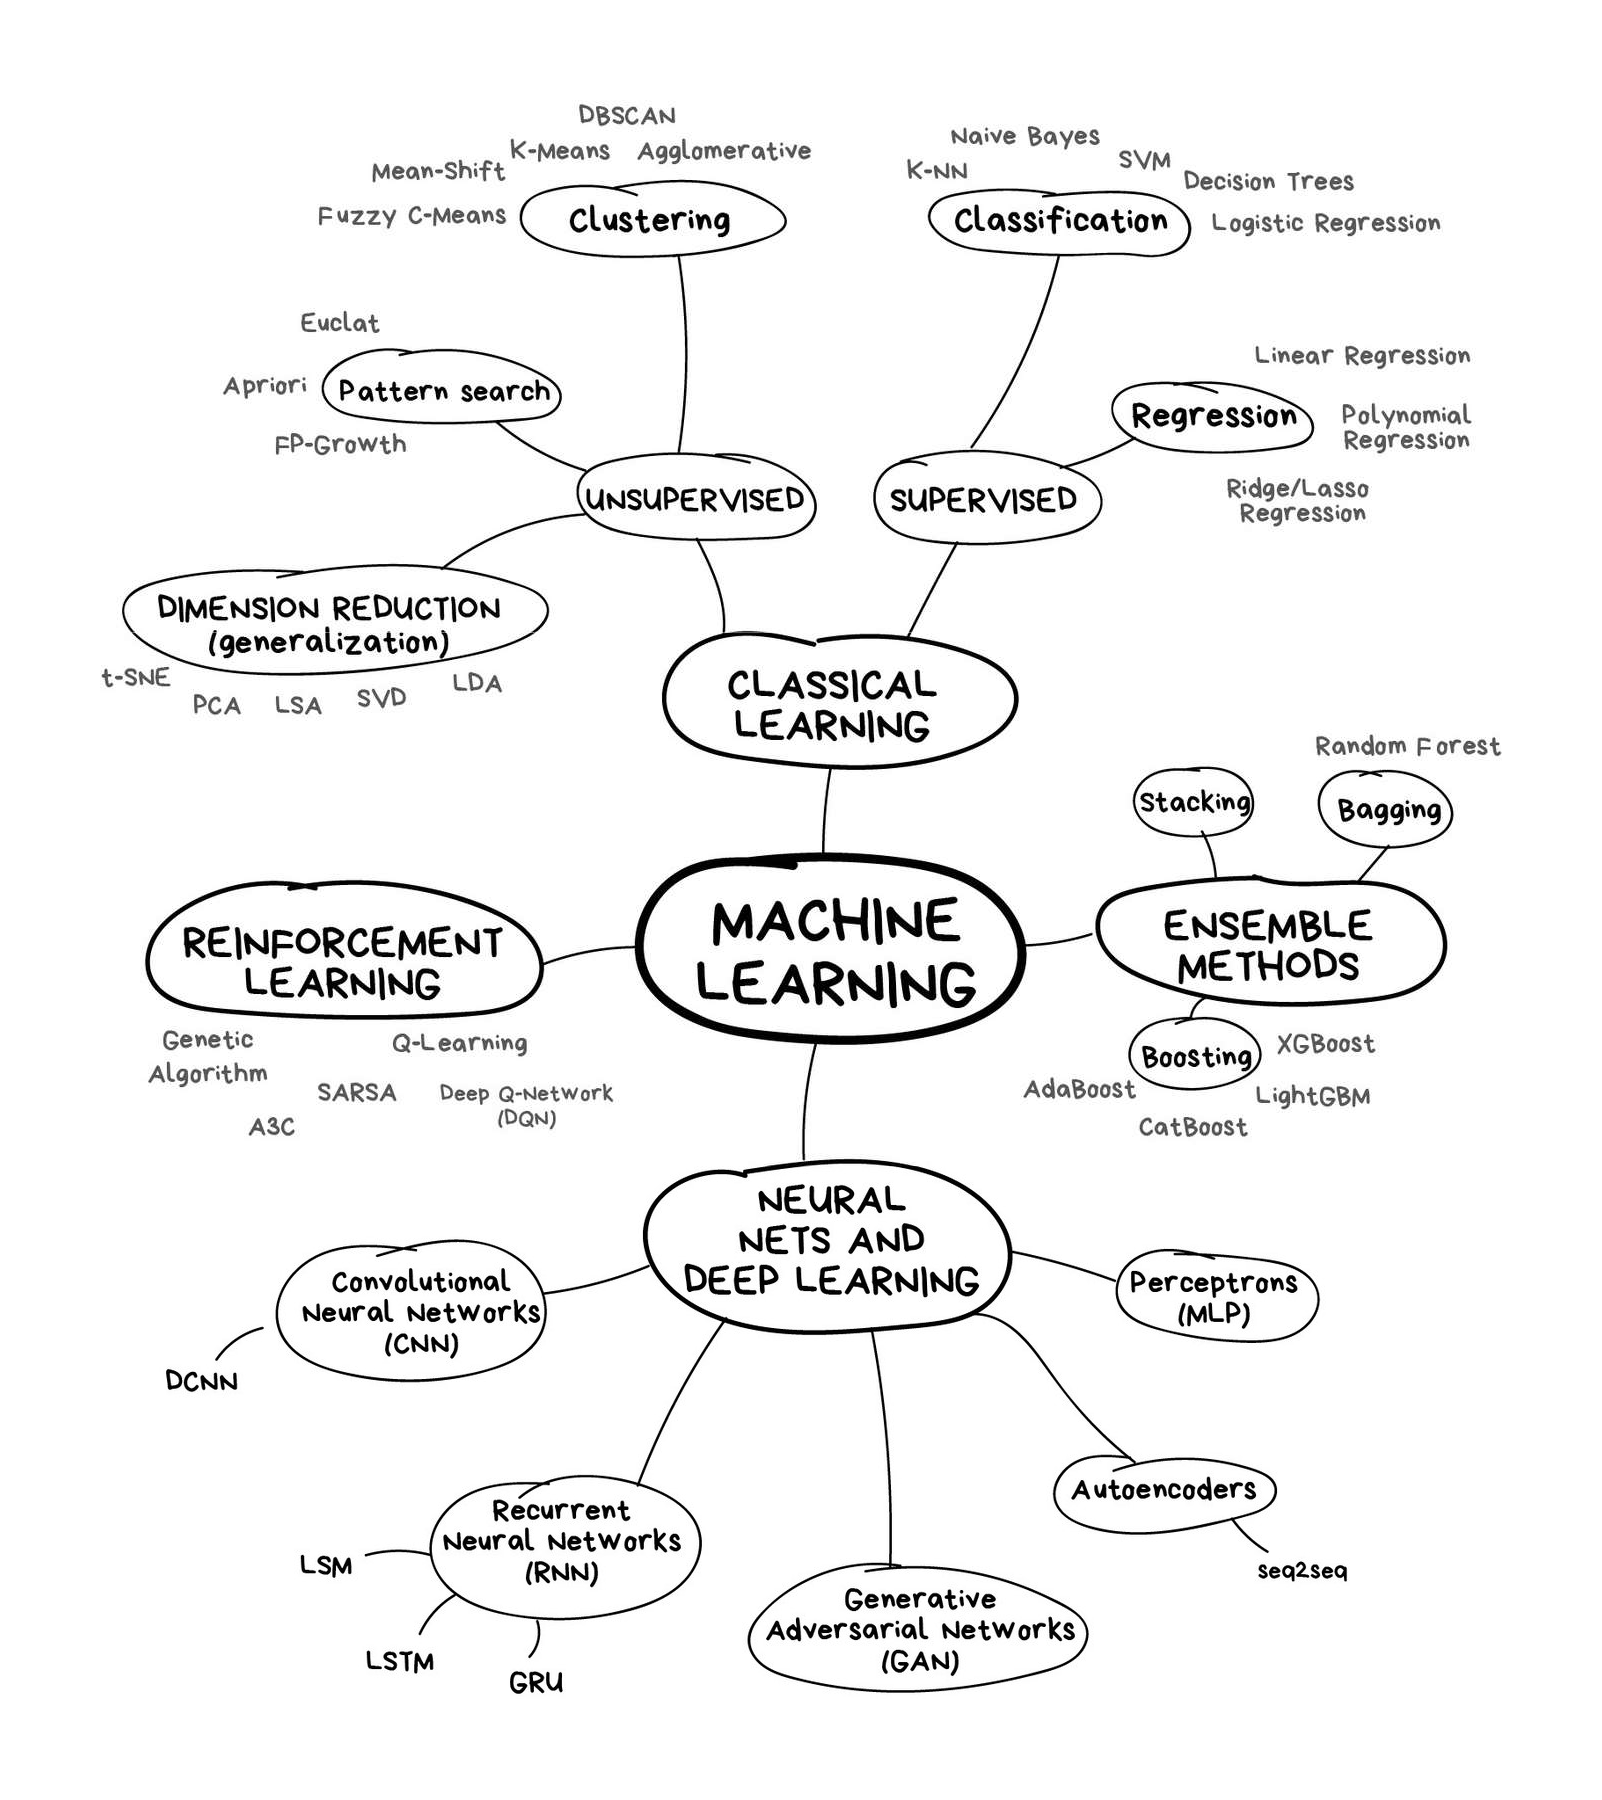 DBSCAN
K-Means
Agglomerative
Mean-Shift
Fuzzy C-Means
Clustering
Naive Bayes
K-NN
SVM
Decision Trees
Classification
Logistic Regression
Euclat
Apriori
Pattern search
FP-Growth
Linear Regression
Regression
Polynomial
Regression
Ridge/Lasso
Regression
UNSUPERVISED
SUPERVISED
DIMENSION REDUCTION
(generalization)
t-SNE
PCA
LSA
SVD
LDA
CLASSICAL
LEARNING
Random Forest
Stacking
Bagging
REINFORCEMENT
LEARNING
MACHINE
LEARNING
ENSEMBLE
METHODS
Genetic
Algorithm
Q-Learning
SARSA
Deep Q-Network
(DQN)
A3C
Boosting
XGBoost
AdaBoost
LightGBM
CatBoost
NEURAL
NETS AND
DEEP LEARNING
Convolutional
Neural Networks
(CNN)
DCNN
Perceptrons
(MLP)
Recurrent
Neural Networks
(RNN)
LSM
LSTM
GRU
Autoencoders
seq2seq
Generative
Adversarial Networks
(GAN)